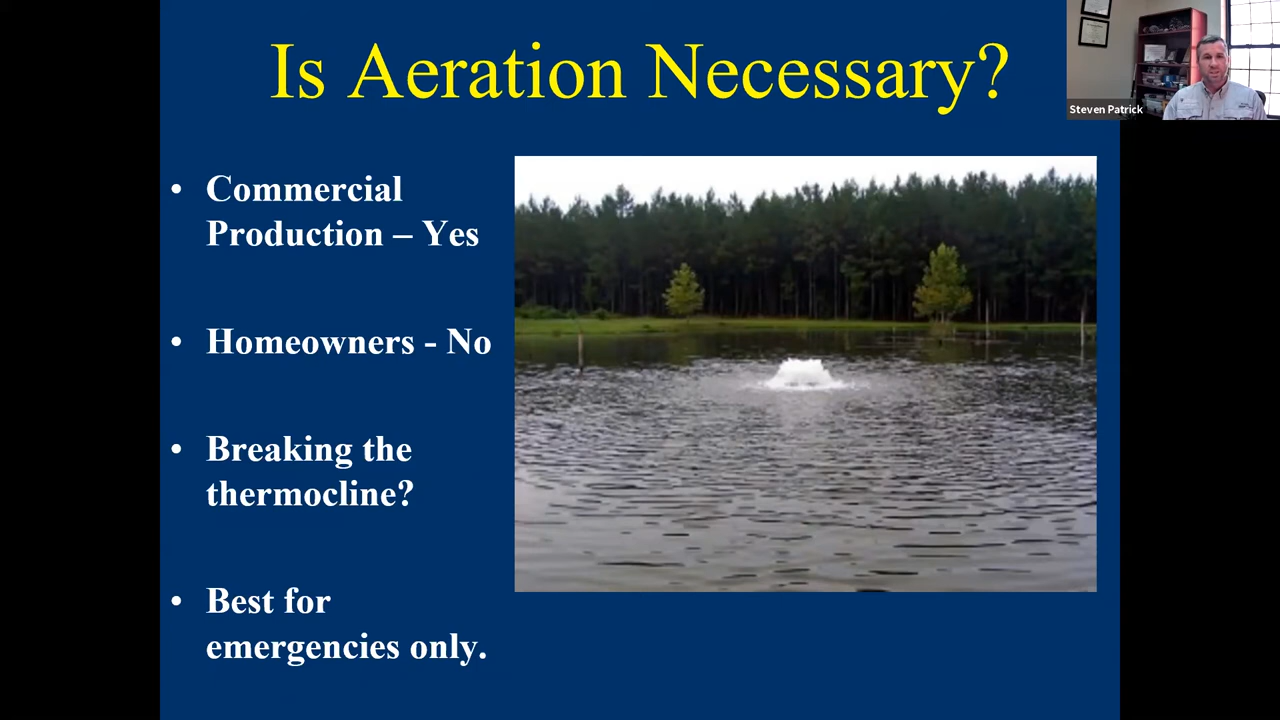 Is Aeration Necessary?
Steven Patrick
• Commercial
Production – Yes
• Homeowners - No
• Breaking the
thermocline?
• Best for
emergencies only.